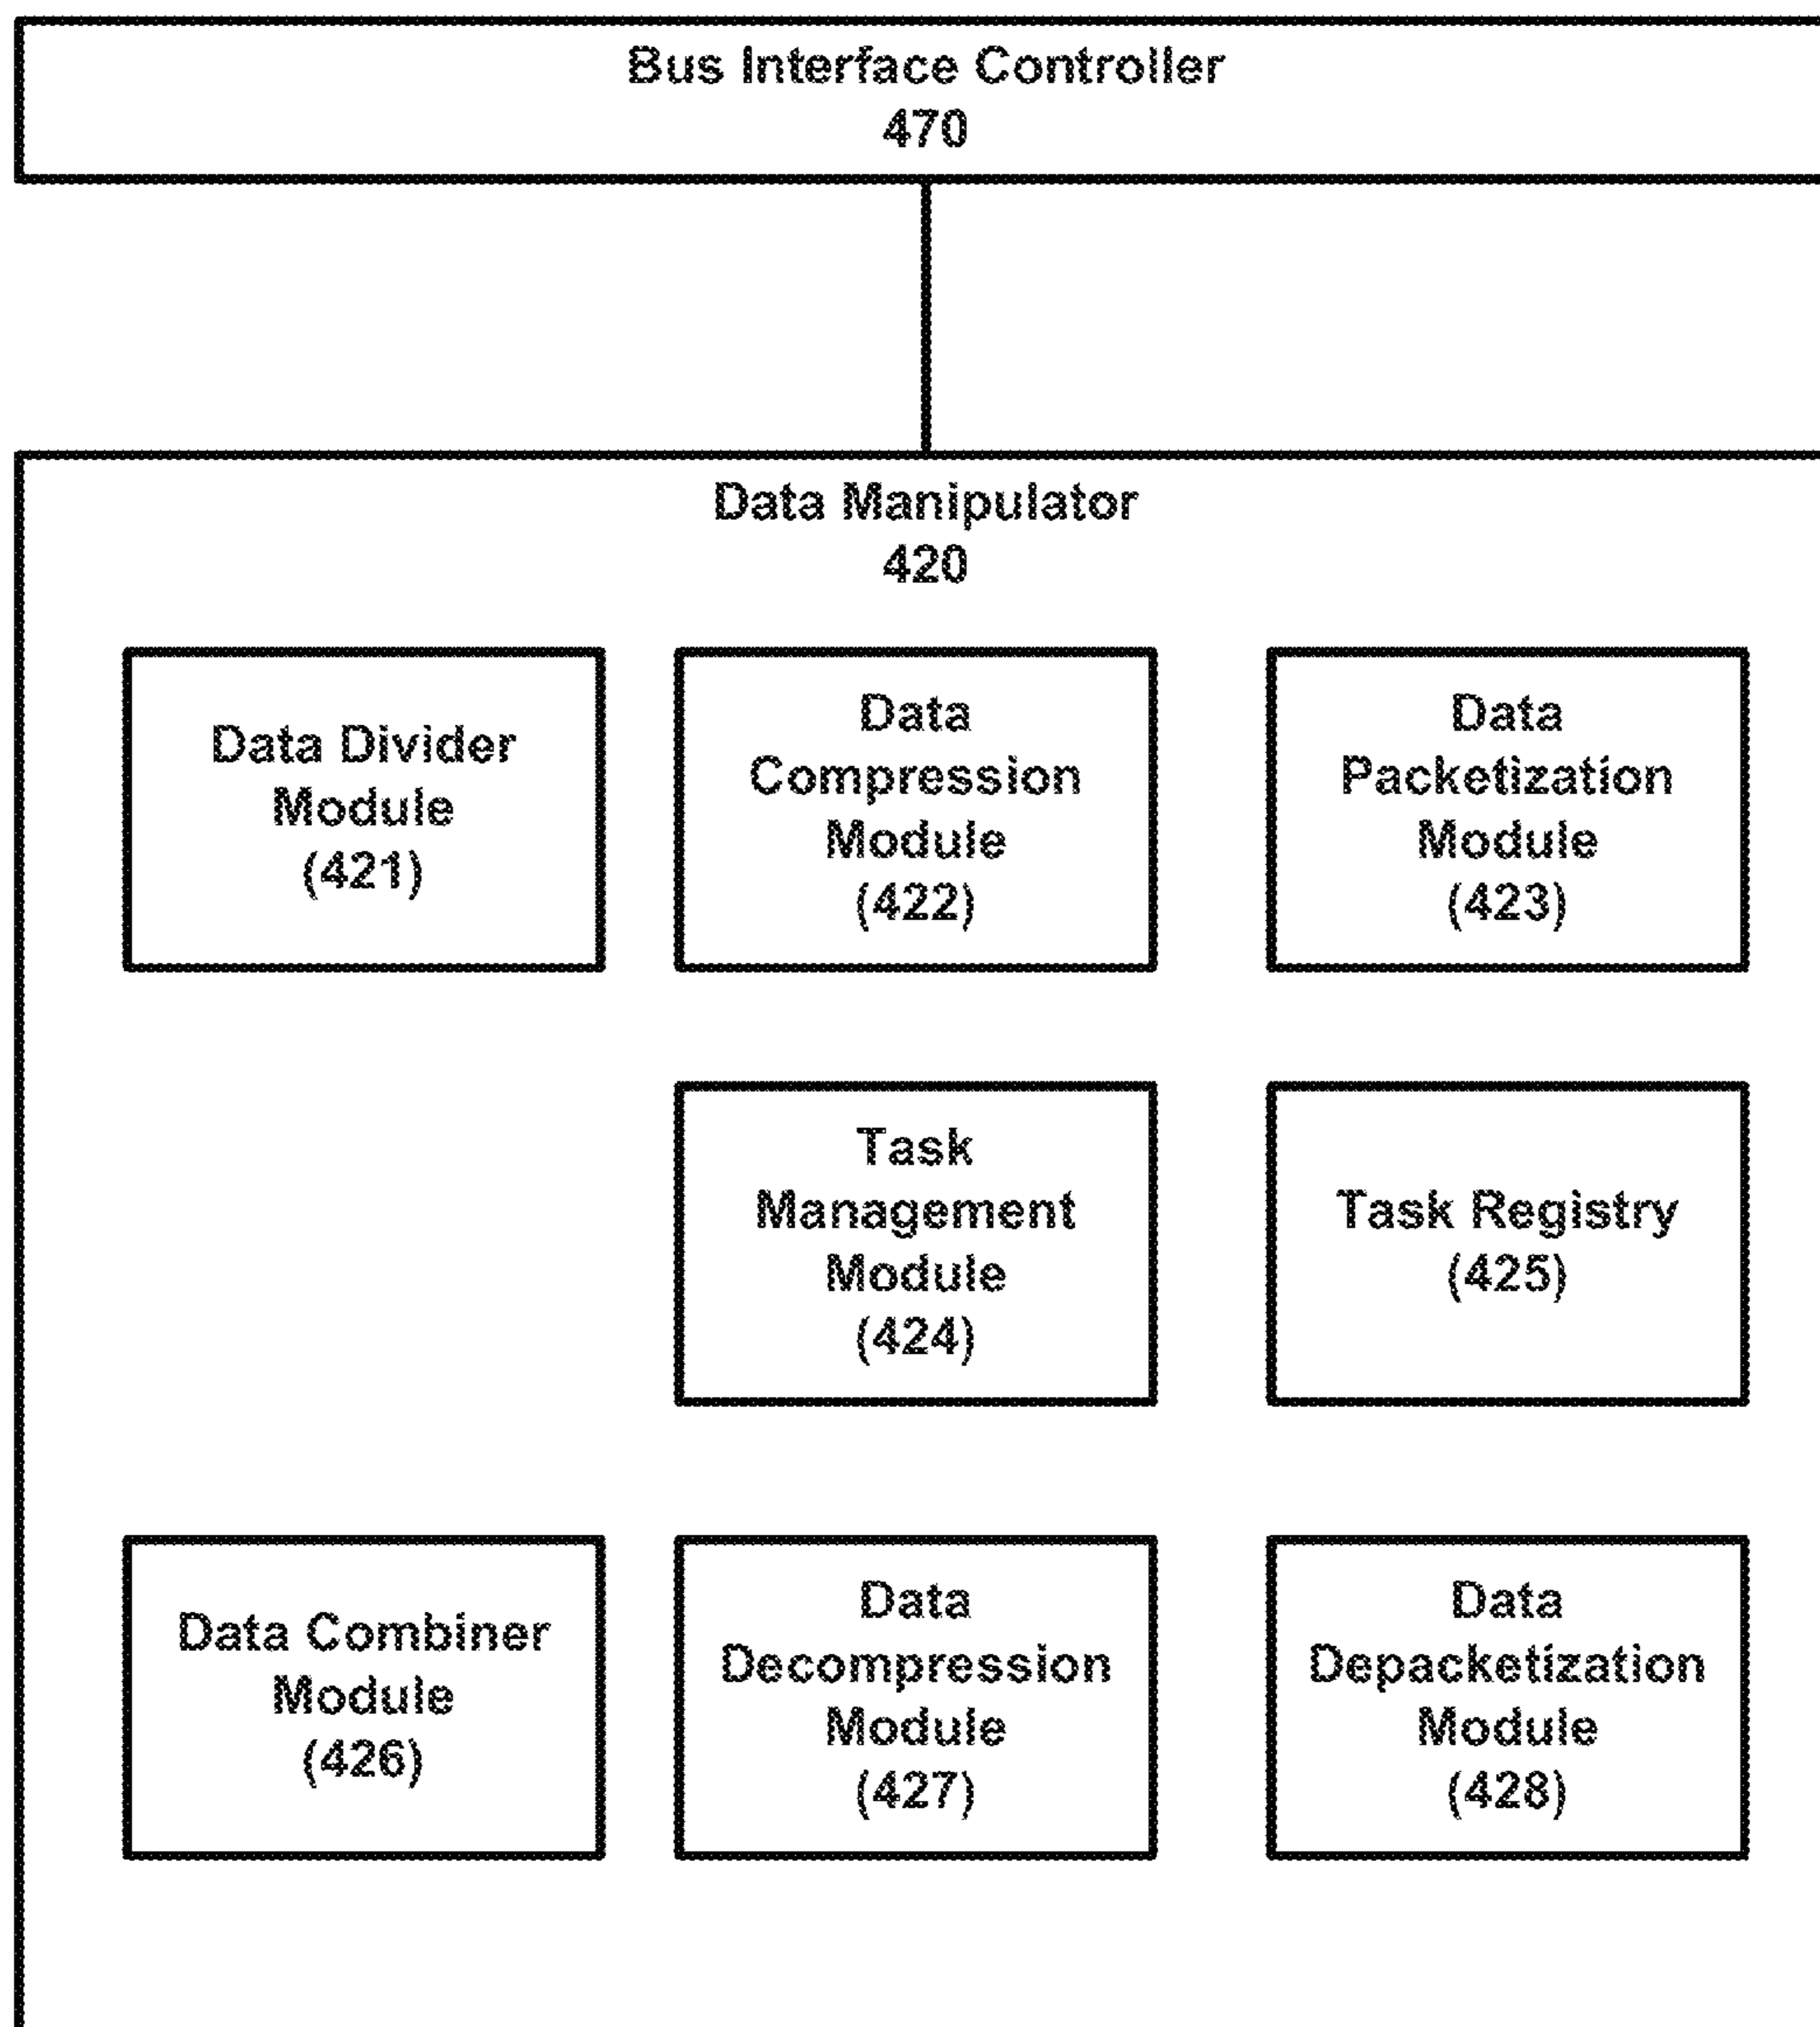 Bus Interface Controller
470
Data Manipulator
420
Data Divider
Module
(421)
Data
Compression
Module
(422)
Data
Packetization
Module
(423)
Task
Management
Module
(424)
Task Registry
(425)
Data Combiner
Module
(426)
Data
Decompression
Module
(427)
Data
Depacketization
Module
(428)